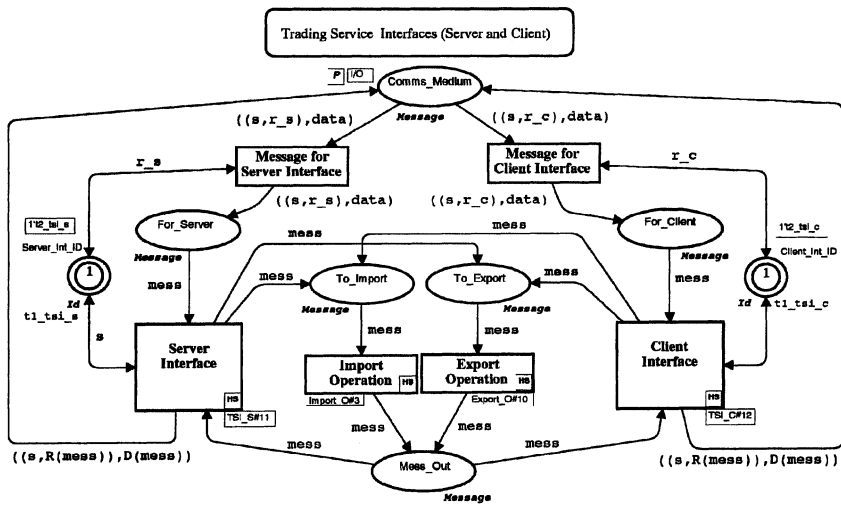 Trading Service Interfaces (Server and Client)
P I/O
Comms_Medium
Message
((s,r_s),data)
((s,r_c),data)
r_s
Message for
Server Interface
Message for
Client Interface
r_c
((s,r_s),data)
((s,r_c),data)
1't2_tsi_s
Server_Int_ID
For_Server
Message
mess
For_Client
Message
1't2_tsi_c
Client_Int_ID
1
Id
t1_tsi_s
mess
mess
To_Import
Message
To_Export
Message
mess
mess
1
Id
t1_tsi_c
s
mess
mess
Server
Interface
HS
TSI_S#11
Import
Operation
HS
Import_O#3
Export
Operation
HS
Export_O#10
Client
Interface
HS
TSI_C#12
mess
mess
mess
mess
((s,R(mess)),D(mess))
Mess_Out
Message
((s,R(mess)),D(mess))